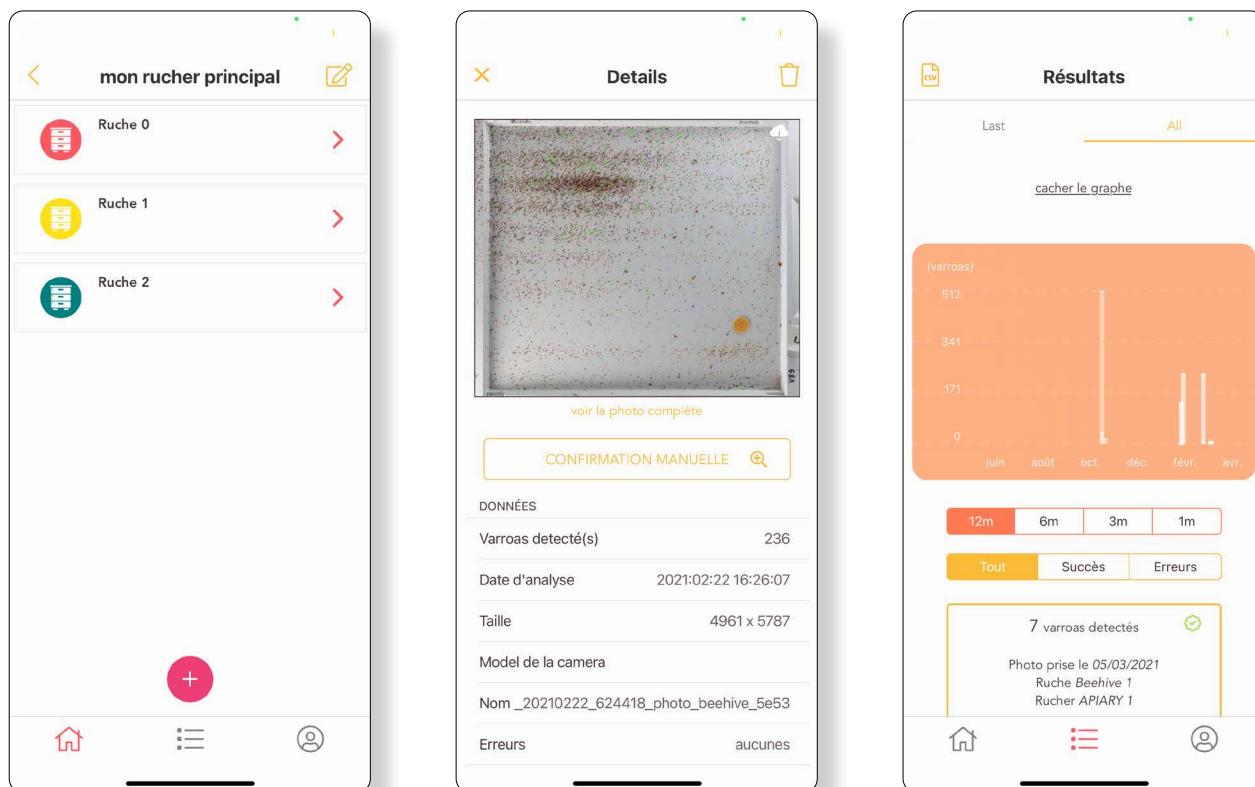 mon rucher principal
Ruche 0
Ruche 1
Ruche 2
Details
voir la photo complète
CONFIRMATION MANUELLE
DONNÉES
Varroas detecté(s) 236
Date d'analyse 2021:02:22 16:26:07
Taille 4961 x 5787
Model de la camera
Nom _20210222_624418_photo_beehive_5e53
Erreurs aucunes
CSV
Résultats
Last All
cacher le graphe
(varroas)
512
341
171
0
juin août oct. déc. févr. avr.
12m 6m 3m 1m
Tout Succès Erreurs
7 varroas detectés
Photo prise le 05/03/2021
Ruche Beehive 1
Rucher APIARY 1